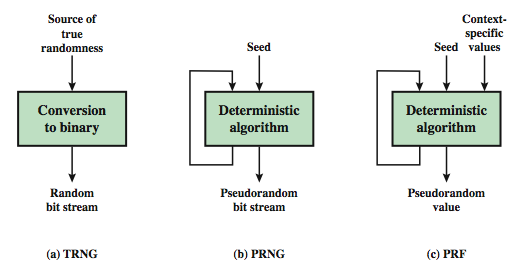 Source of
true
randomness
Conversion
to binary
Random
bit stream
(a) TRNG
Seed
Deterministic
algorithm
Pseudorandom
bit stream
(b) PRNG
Seed
Context-
specific
values
Deterministic
algorithm
Pseudorandom
value
(c) PRF